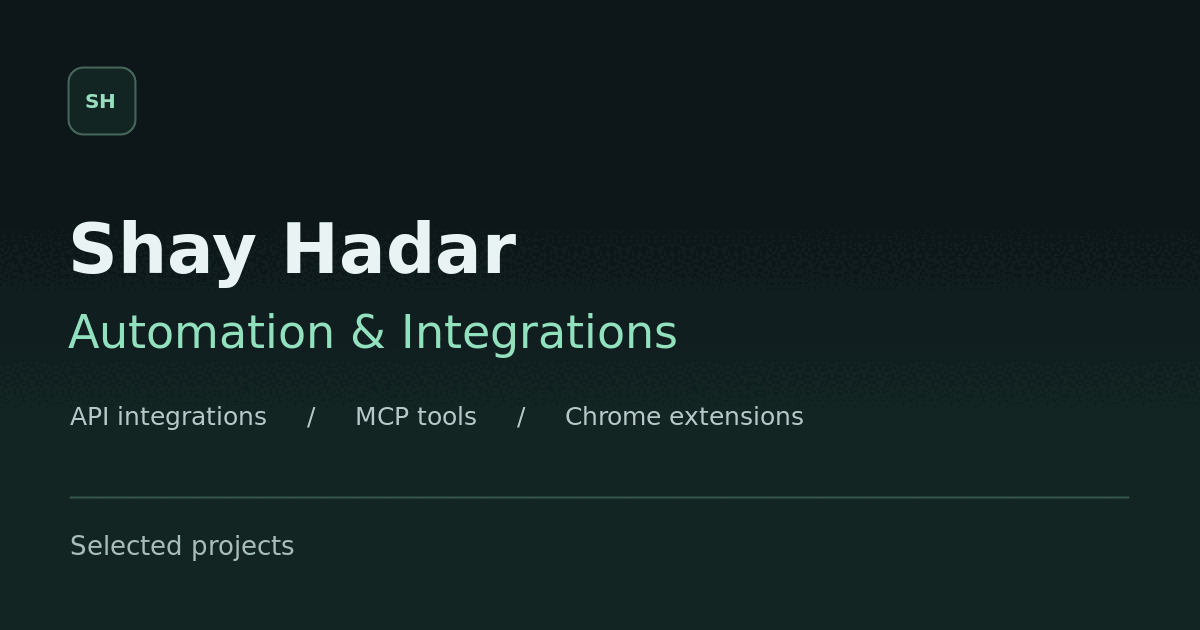 SH
Shay Hadar
Automation & Integrations
API integrations / MCP tools / Chrome extensions
Selected projects